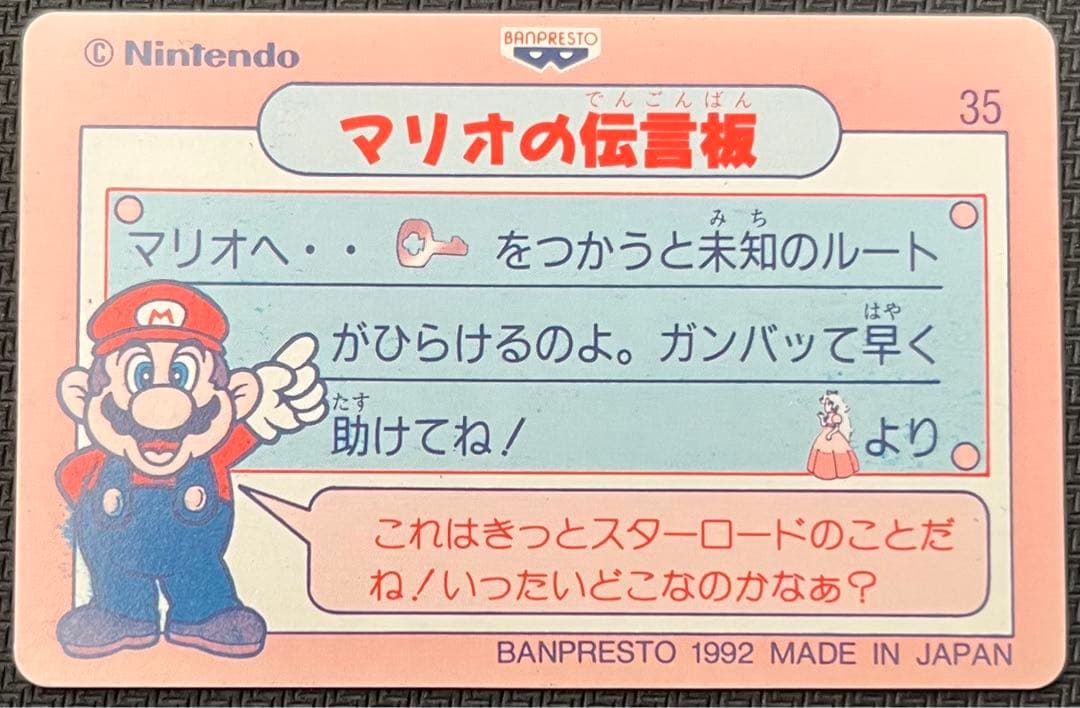 © Nintendo
BANPRESTO
35
でんごんばん
マリオの伝言板
みち
マリオへ・・ をつかうと未知のルート
はや
がひらけるのよ。ガンバッて早く
たす
助けてね！
より
これはきっとスターロードのことだ
ね！いったいどこなのかなぁ？
BANPRESTO 1992 MADE IN JAPAN